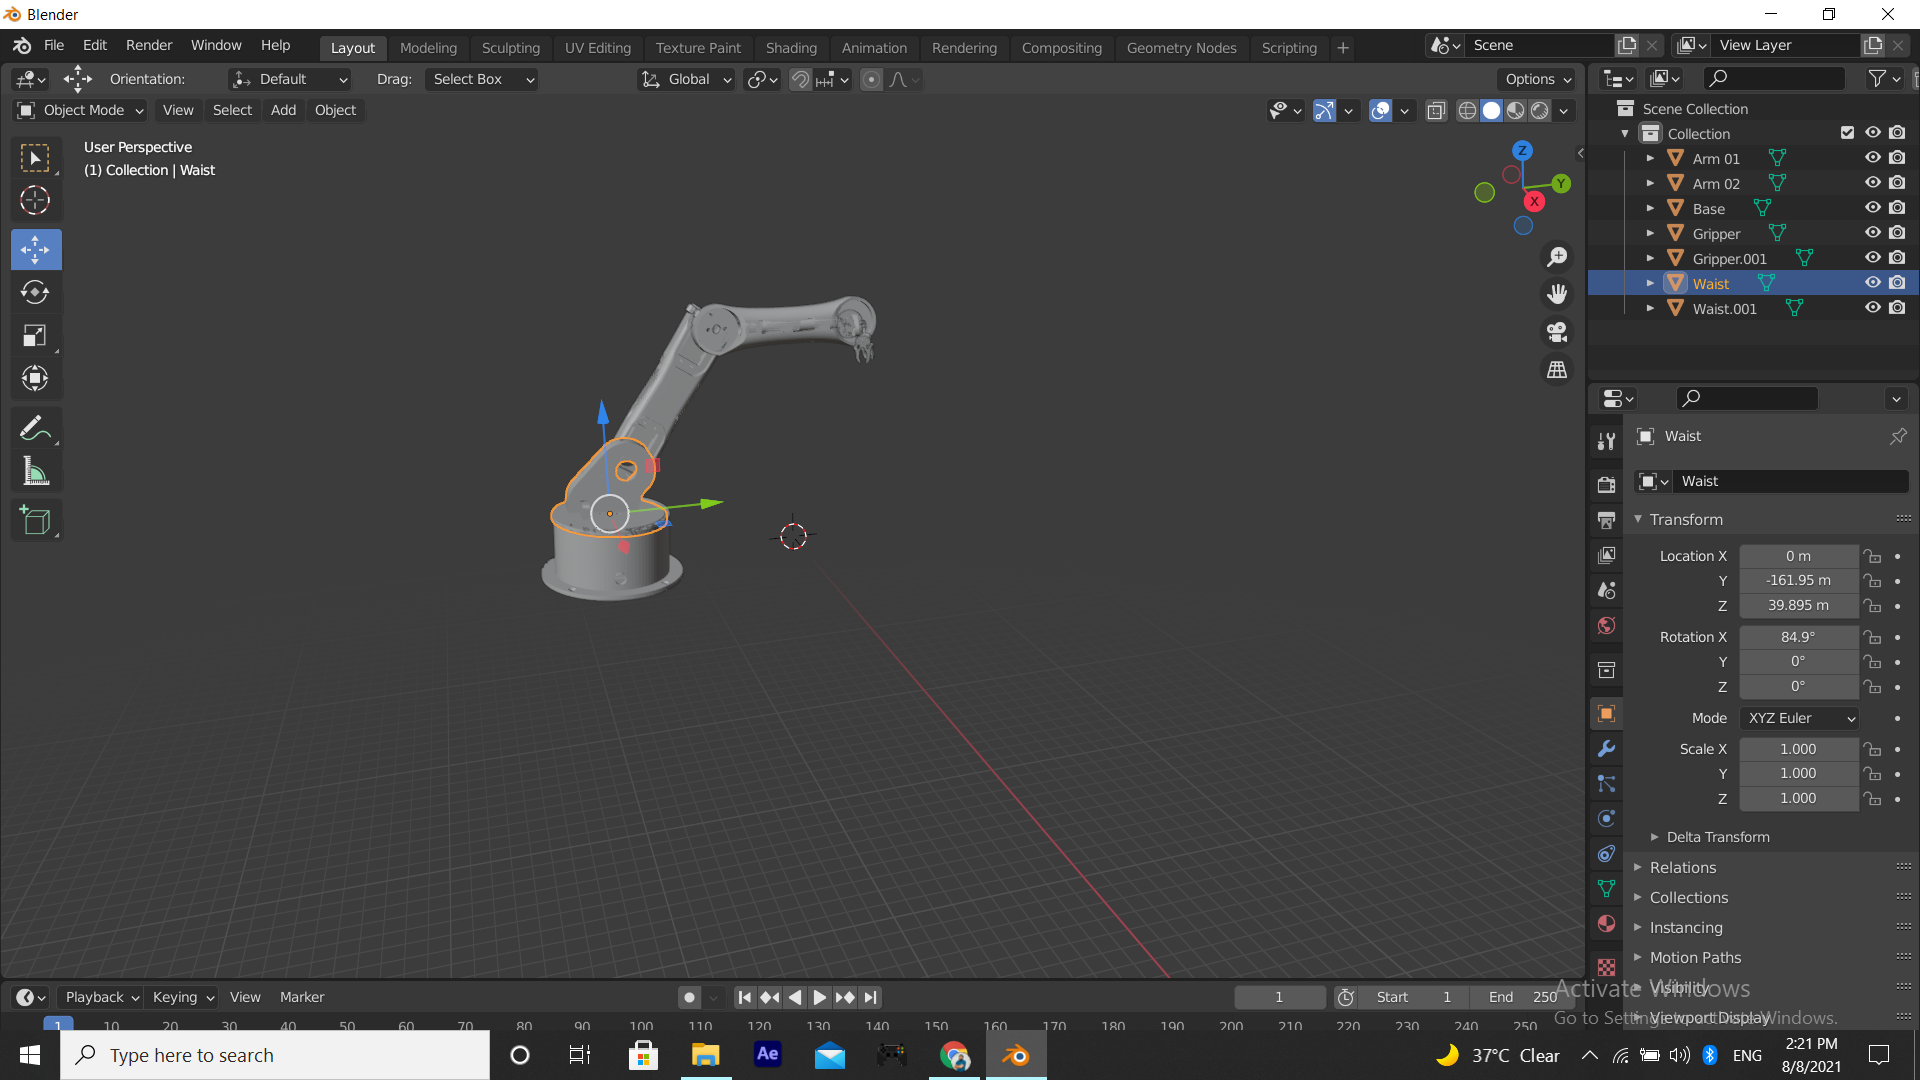 Blender
File Edit Render Window Help Layout Modeling Sculpting UV Editing Texture Paint Shading Animation Rendering Compositing Geometry Nodes Scripting + Scene View Layer
Orientation: Default Drag: Select Box Global Options
Object Mode View Select Add Object
User Perspective
(1) Collection | Waist
Z
Y
X
Scene Collection
Collection
Arm 01
Arm 02
Base
Gripper
Gripper.001
Waist
Waist.001
Waist
Waist
Transform
Location X 0 m
Y -161.95 m
Z 39.895 m
Rotation X 84.9°
Y 0°
Z 0°
Mode XYZ Euler
Scale X 1.000
Y 1.000
Z 1.000
Delta Transform
Relations
Collections
Instancing
Motion Paths
Visibility
Viewport Display
Activate Windows
Go to Settings to activate Windows.
Playback Keying View Marker 1 Start 1 End 250
1 10 20 30 40 50 60 70 80 90 100 110 120 130 140 150 160 170 180 190 200 210 220 230 240 250
Type here to search
Ae
37°C Clear
ENG
2:21 PM
8/8/2021